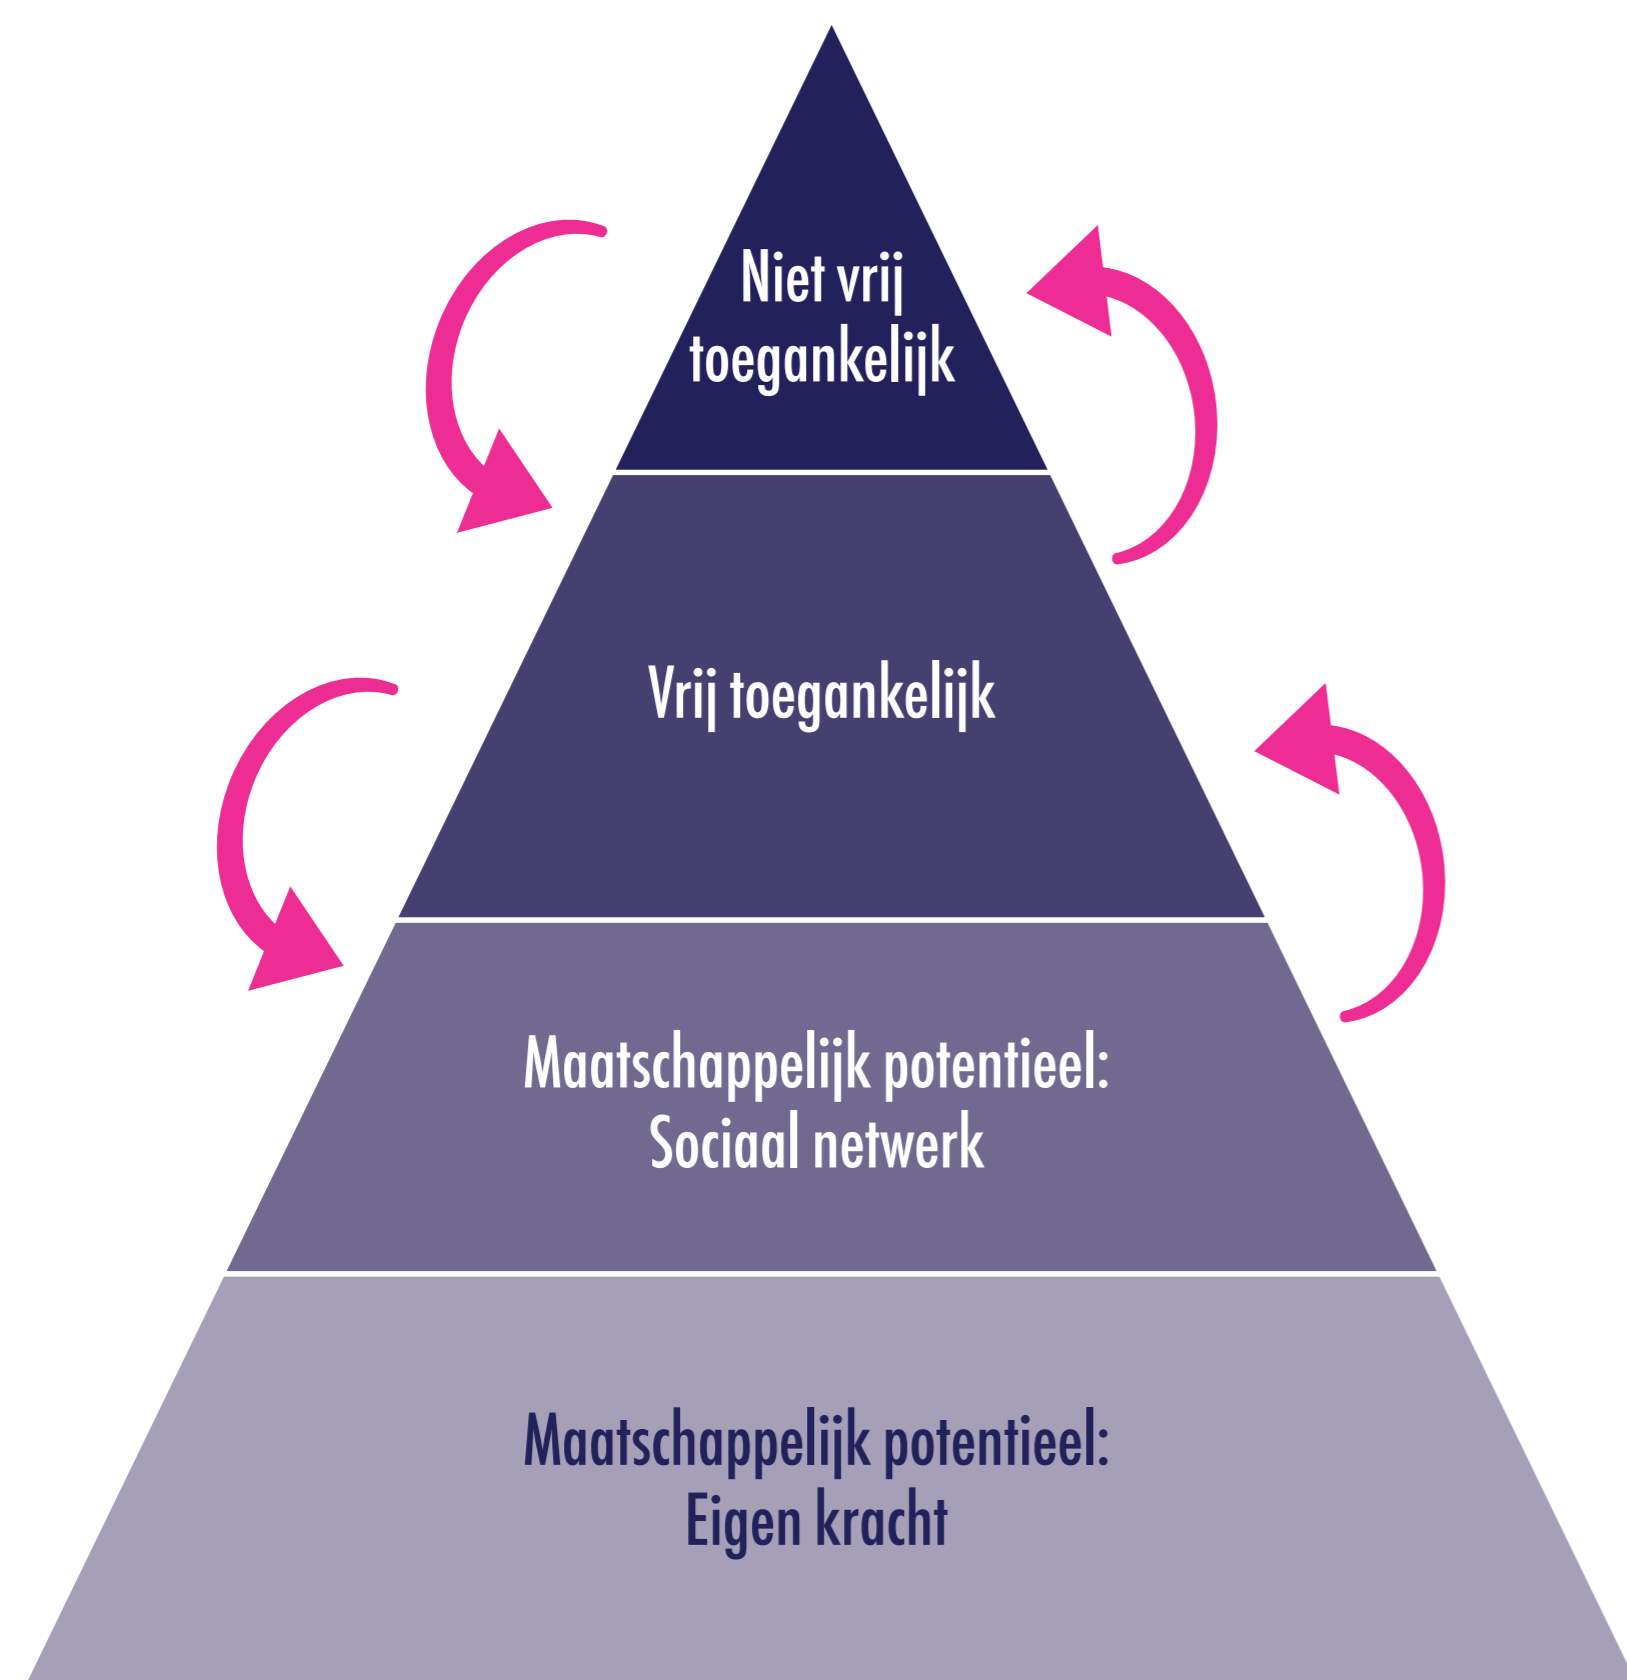 Niet vrij
toegankelijk
Vrij toegankelijk
Maatschappelijk potentieel:
Sociaal netwerk
Maatschappelijk potentieel:
Eigen kracht